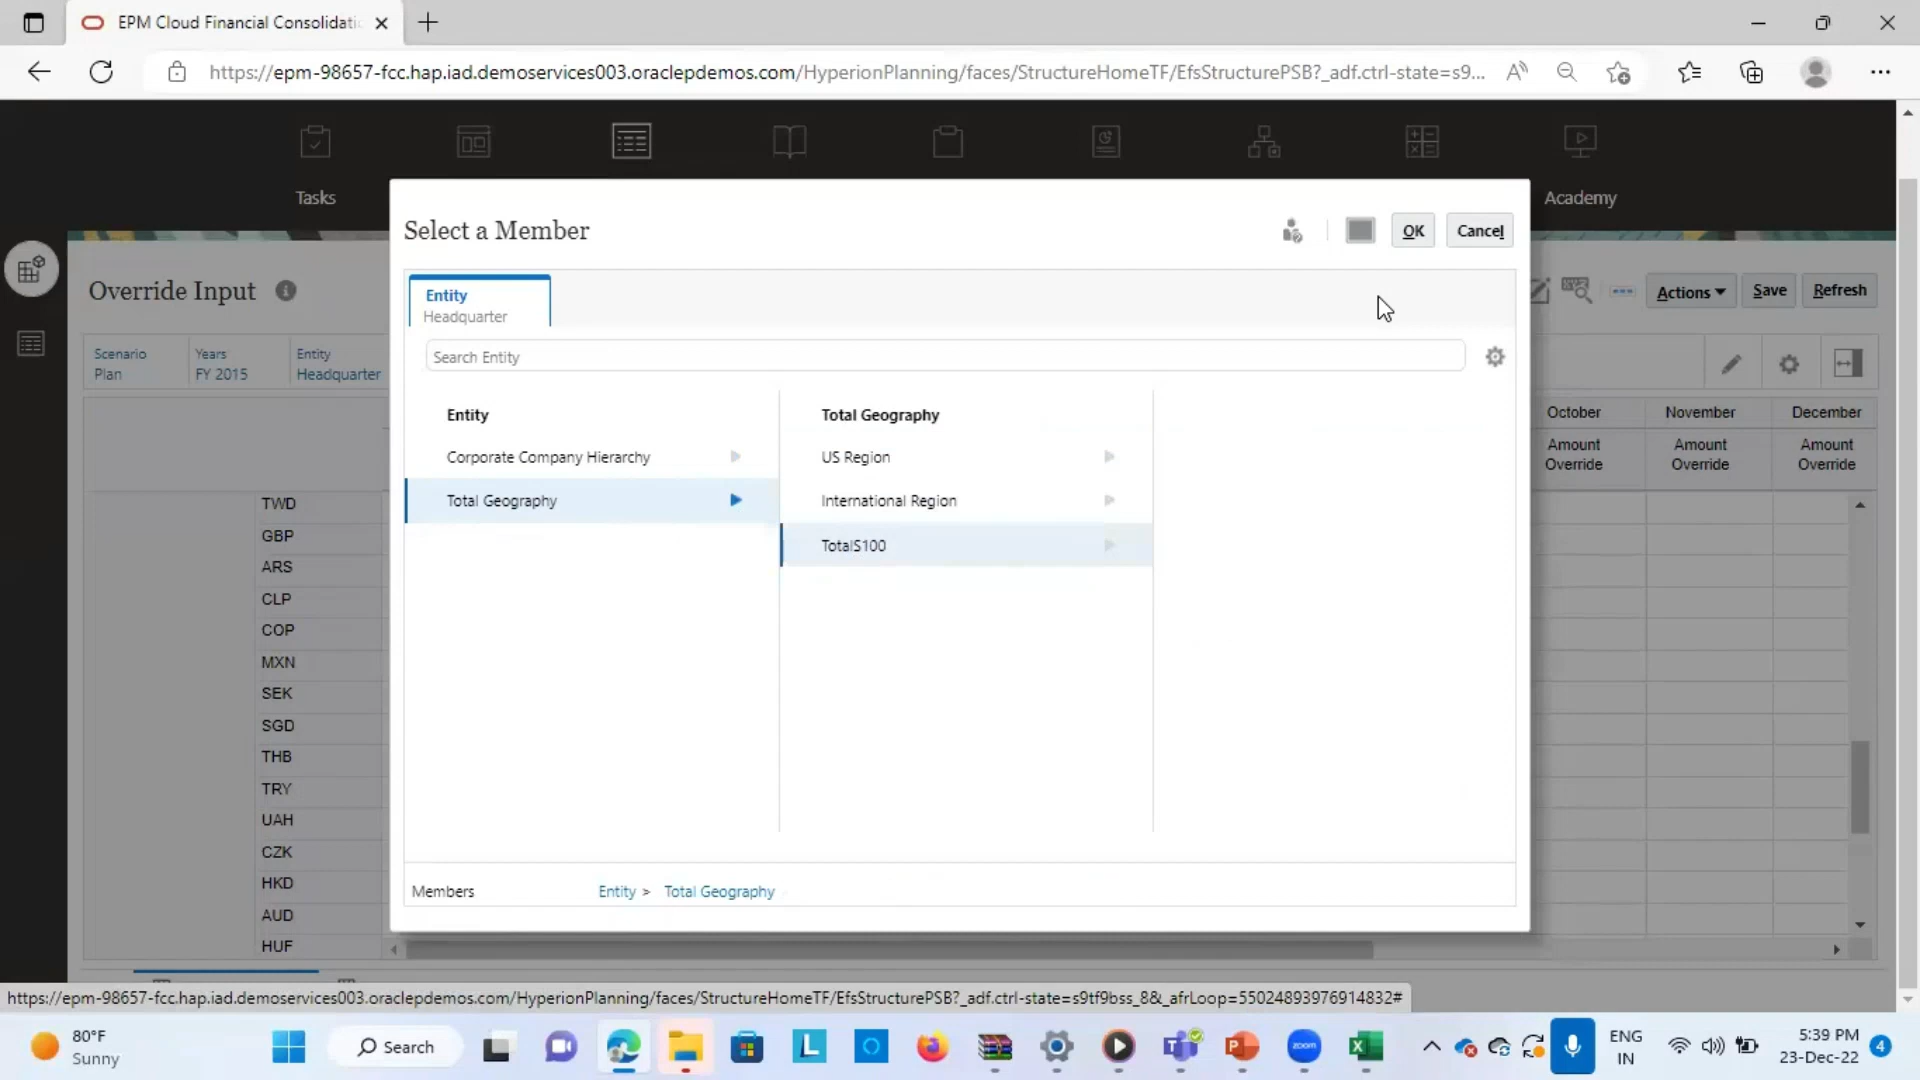 EPM Cloud Financial Consolidati
https://epm-98657-fcc.hap.iad.demoservices003.oraclepdemos.com/HyperionPlanning/faces/StructureHomeTF/EfsStructurePSB?_adf.ctrl-state=s9...
Tasks
Academy
Select a Member
OK
Cancel
Override Input
Actions
Save
Refresh
Entity
Headquarter
Scenario
Plan
Years
FY 2015
Entity
Headquarter
Search Entity
October
November
December
Amount Override
Amount Override
Amount Override
Entity
Corporate Company Hierarchy
Total Geography
Total Geography
US Region
International Region
TotalS100
TWD
GBP
ARS
CLP
COP
MXN
SEK
SGD
THB
TRY
UAH
CZK
HKD
AUD
HUF
Members
Entity > Total Geography
https://epm-98657-fcc.hap.iad.demoservices003.oraclepdemos.com/HyperionPlanning/faces/StructureHomeTF/EfsStructurePSB?_adf.ctrl-state=s9tf9bss_8&_afrLoop=55024893976914832#
80°F
Sunny
Search
zoom
ENG
IN
5:39 PM
23-Dec-22
4